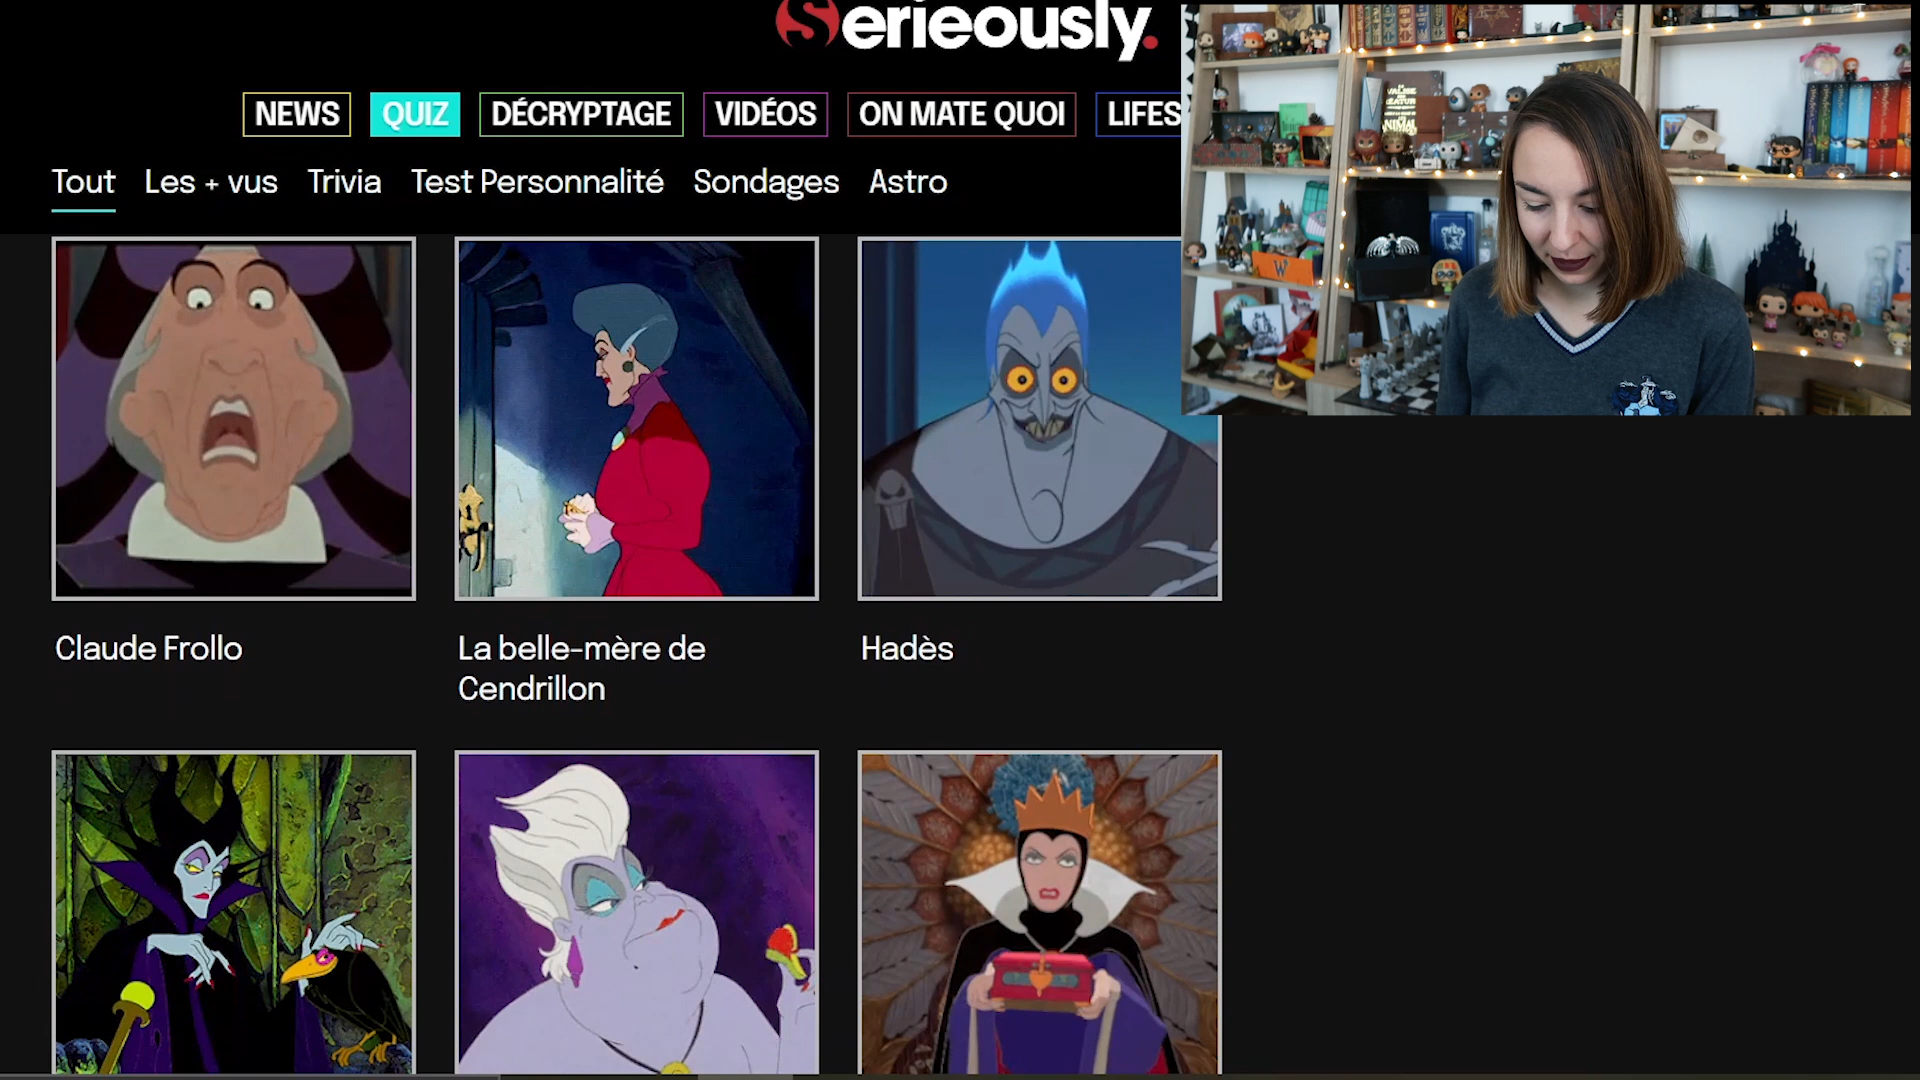 Serieously.
NEWS QUIZ DÉCRYPTAGE VIDÉOS ON MATE QUOI LIFES
Tout Les + vus Trivia Test Personnalité Sondages Astro
Claude Frollo
La belle-mère de
Cendrillon
Hadès
W